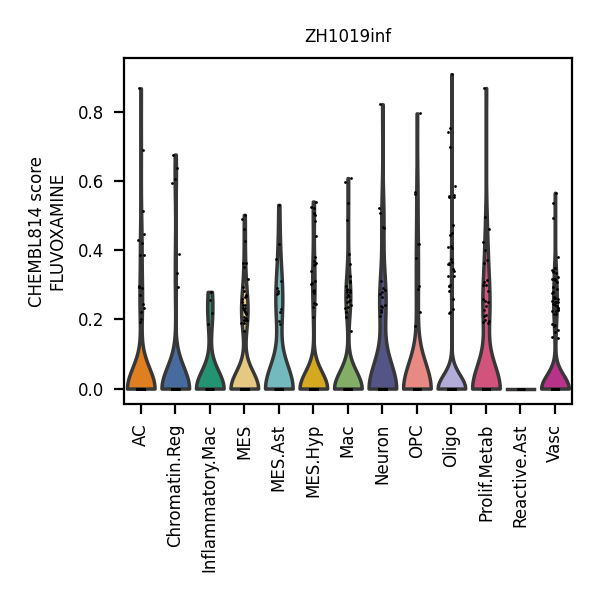 ZH1019inf
CHEMBL814 score
FLUVOXAMINE
0.8
0.6
0.4
0.2
0.0
AC
Chromatin.Reg
Inflammatory.Mac
MES
MES.Ast
MES.Hyp
Mac
Neuron
OPC
Oligo
Prolif.Metab
Reactive.Ast
Vasc